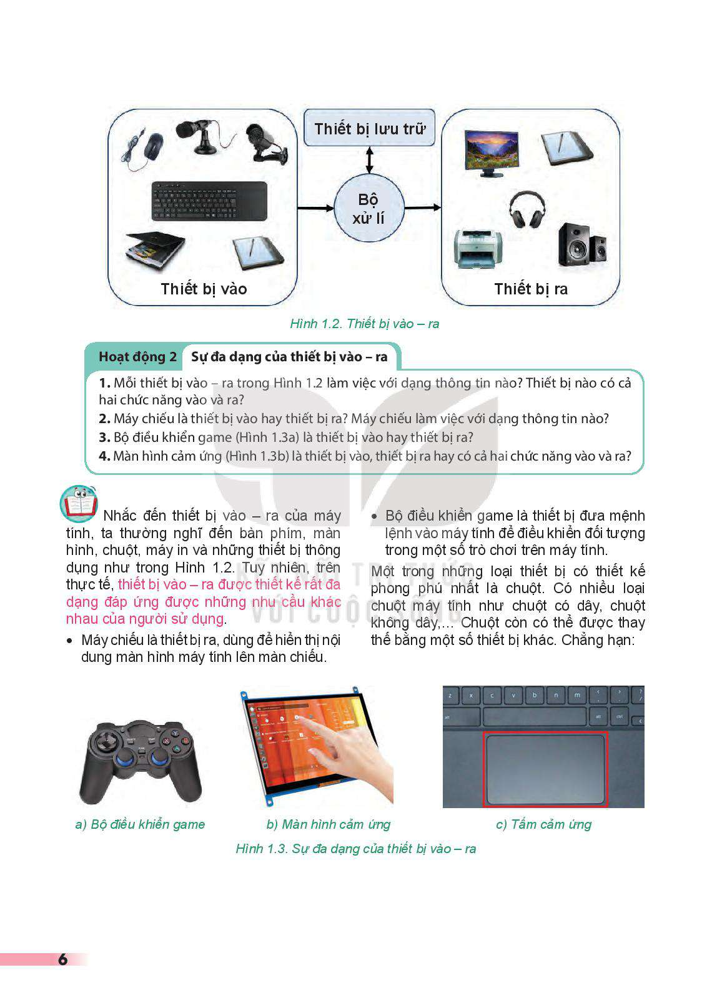 Thiết bị lưu trữ
Bộ
xử lí
Thiết bị vào
Thiết bị ra
Hình 1.2. Thiết bị vào – ra
Hoạt động 2 Sự đa dạng của thiết bị vào – ra
1. Mỗi thiết bị vào – ra trong Hình 1.2 làm việc với dạng thông tin nào? Thiết bị nào có cả
hai chức năng vào và ra?
2. Máy chiếu là thiết bị vào hay thiết bị ra? Máy chiếu làm việc với dạng thông tin nào?
3. Bộ điều khiển game (Hình 1.3a) là thiết bị vào hay thiết bị ra?
4. Màn hình cảm ứng (Hình 1.3b) là thiết bị vào, thiết bị ra hay có cả hai chức năng vào và ra?
Nhắc đến thiết bị vào – ra của máy
tính, ta thường nghĩ đến bàn phím, màn
hình, chuột, máy in và những thiết bị thông
dụng như trong Hình 1.2. Tuy nhiên, trên
thực tế, thiết bị vào – ra được thiết kế rất đa
dạng đáp ứng được những nhu cầu khác
nhau của người sử dụng.
• Máy chiếu là thiết bị ra, dùng để hiển thị nội
dung màn hình máy tính lên màn chiếu.
• Bộ điều khiển game là thiết bị đưa mệnh
lệnh vào máy tính để điều khiển đối tượng
trong một số trò chơi trên máy tính.
Một trong những loại thiết bị có thiết kế
phong phú nhất là chuột. Có nhiều loại
chuột máy tính như chuột có dây, chuột
không dây,... Chuột còn có thể được thay
thế bằng một số thiết bị khác. Chẳng hạn:
KẾT NỐI TRI THỨC
VỚI CUỘC SỐNG
z x c v b n m < > ?
alt alt ctrl <
a) Bộ điều khiển game
b) Màn hình cảm ứng
c) Tấm cảm ứng
Hình 1.3. Sự đa dạng của thiết bị vào – ra
6